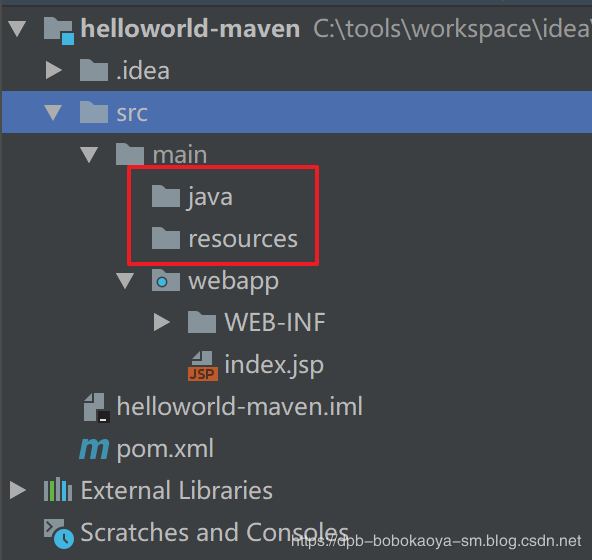 helloworld-maven C:\tools\workspace\idea\
.idea
src
main
java
resources
webapp
WEB-INF
JSP index.jsp
helloworld-maven.iml
m pom.xml
External Libraries
Scratches and Consoles
https://dpb-bobokaoya-sm.blog.csdn.net